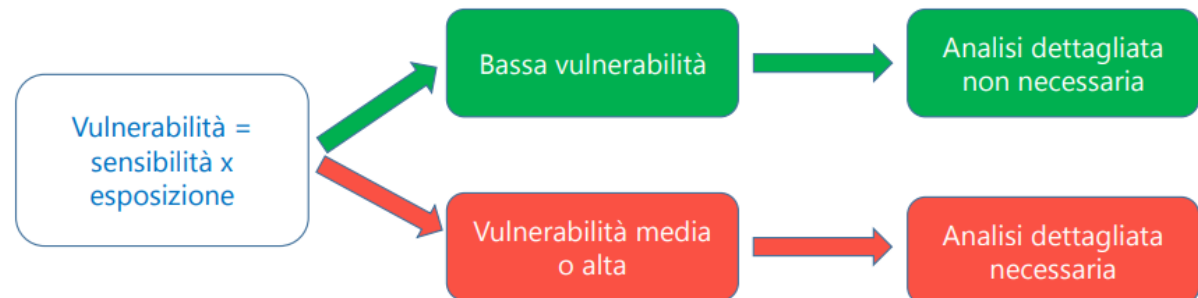 Vulnerabilità =
sensibilità x
esposizione
Bassa vulnerabilità
Analisi dettagliata
non necessaria
Vulnerabilità media
o alta
Analisi dettagliata
necessaria